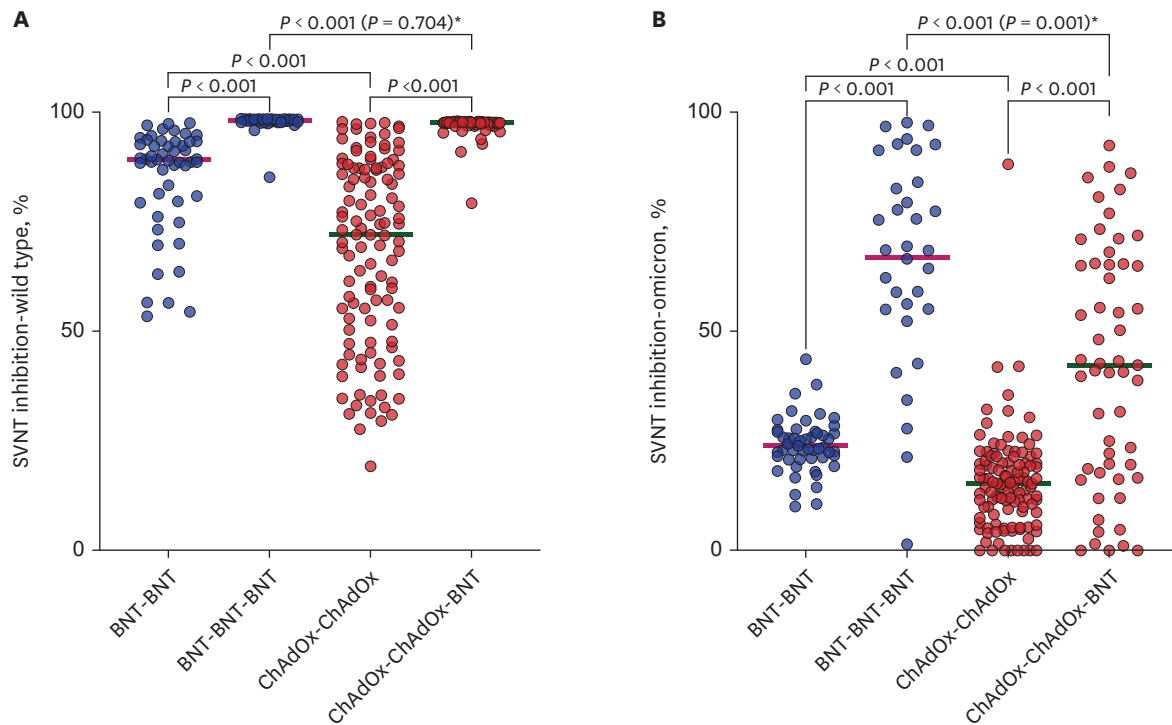 A
P < 0.001 (P = 0.704)*
P < 0.001
P < 0.001
P <0.001
100
50
0
SVNT inhibition-wild type, %
BNT-BNT
BNT-BNT-BNT
ChAdOx-ChAdOx
ChAdOx-ChAdOx-BNT
B
P < 0.001 (P = 0.001)*
P < 0.001
P < 0.001
P < 0.001
100
50
0
SVNT inhibition-omicron, %
BNT-BNT
BNT-BNT-BNT
ChAdOx-ChAdOx
ChAdOx-ChAdOx-BNT